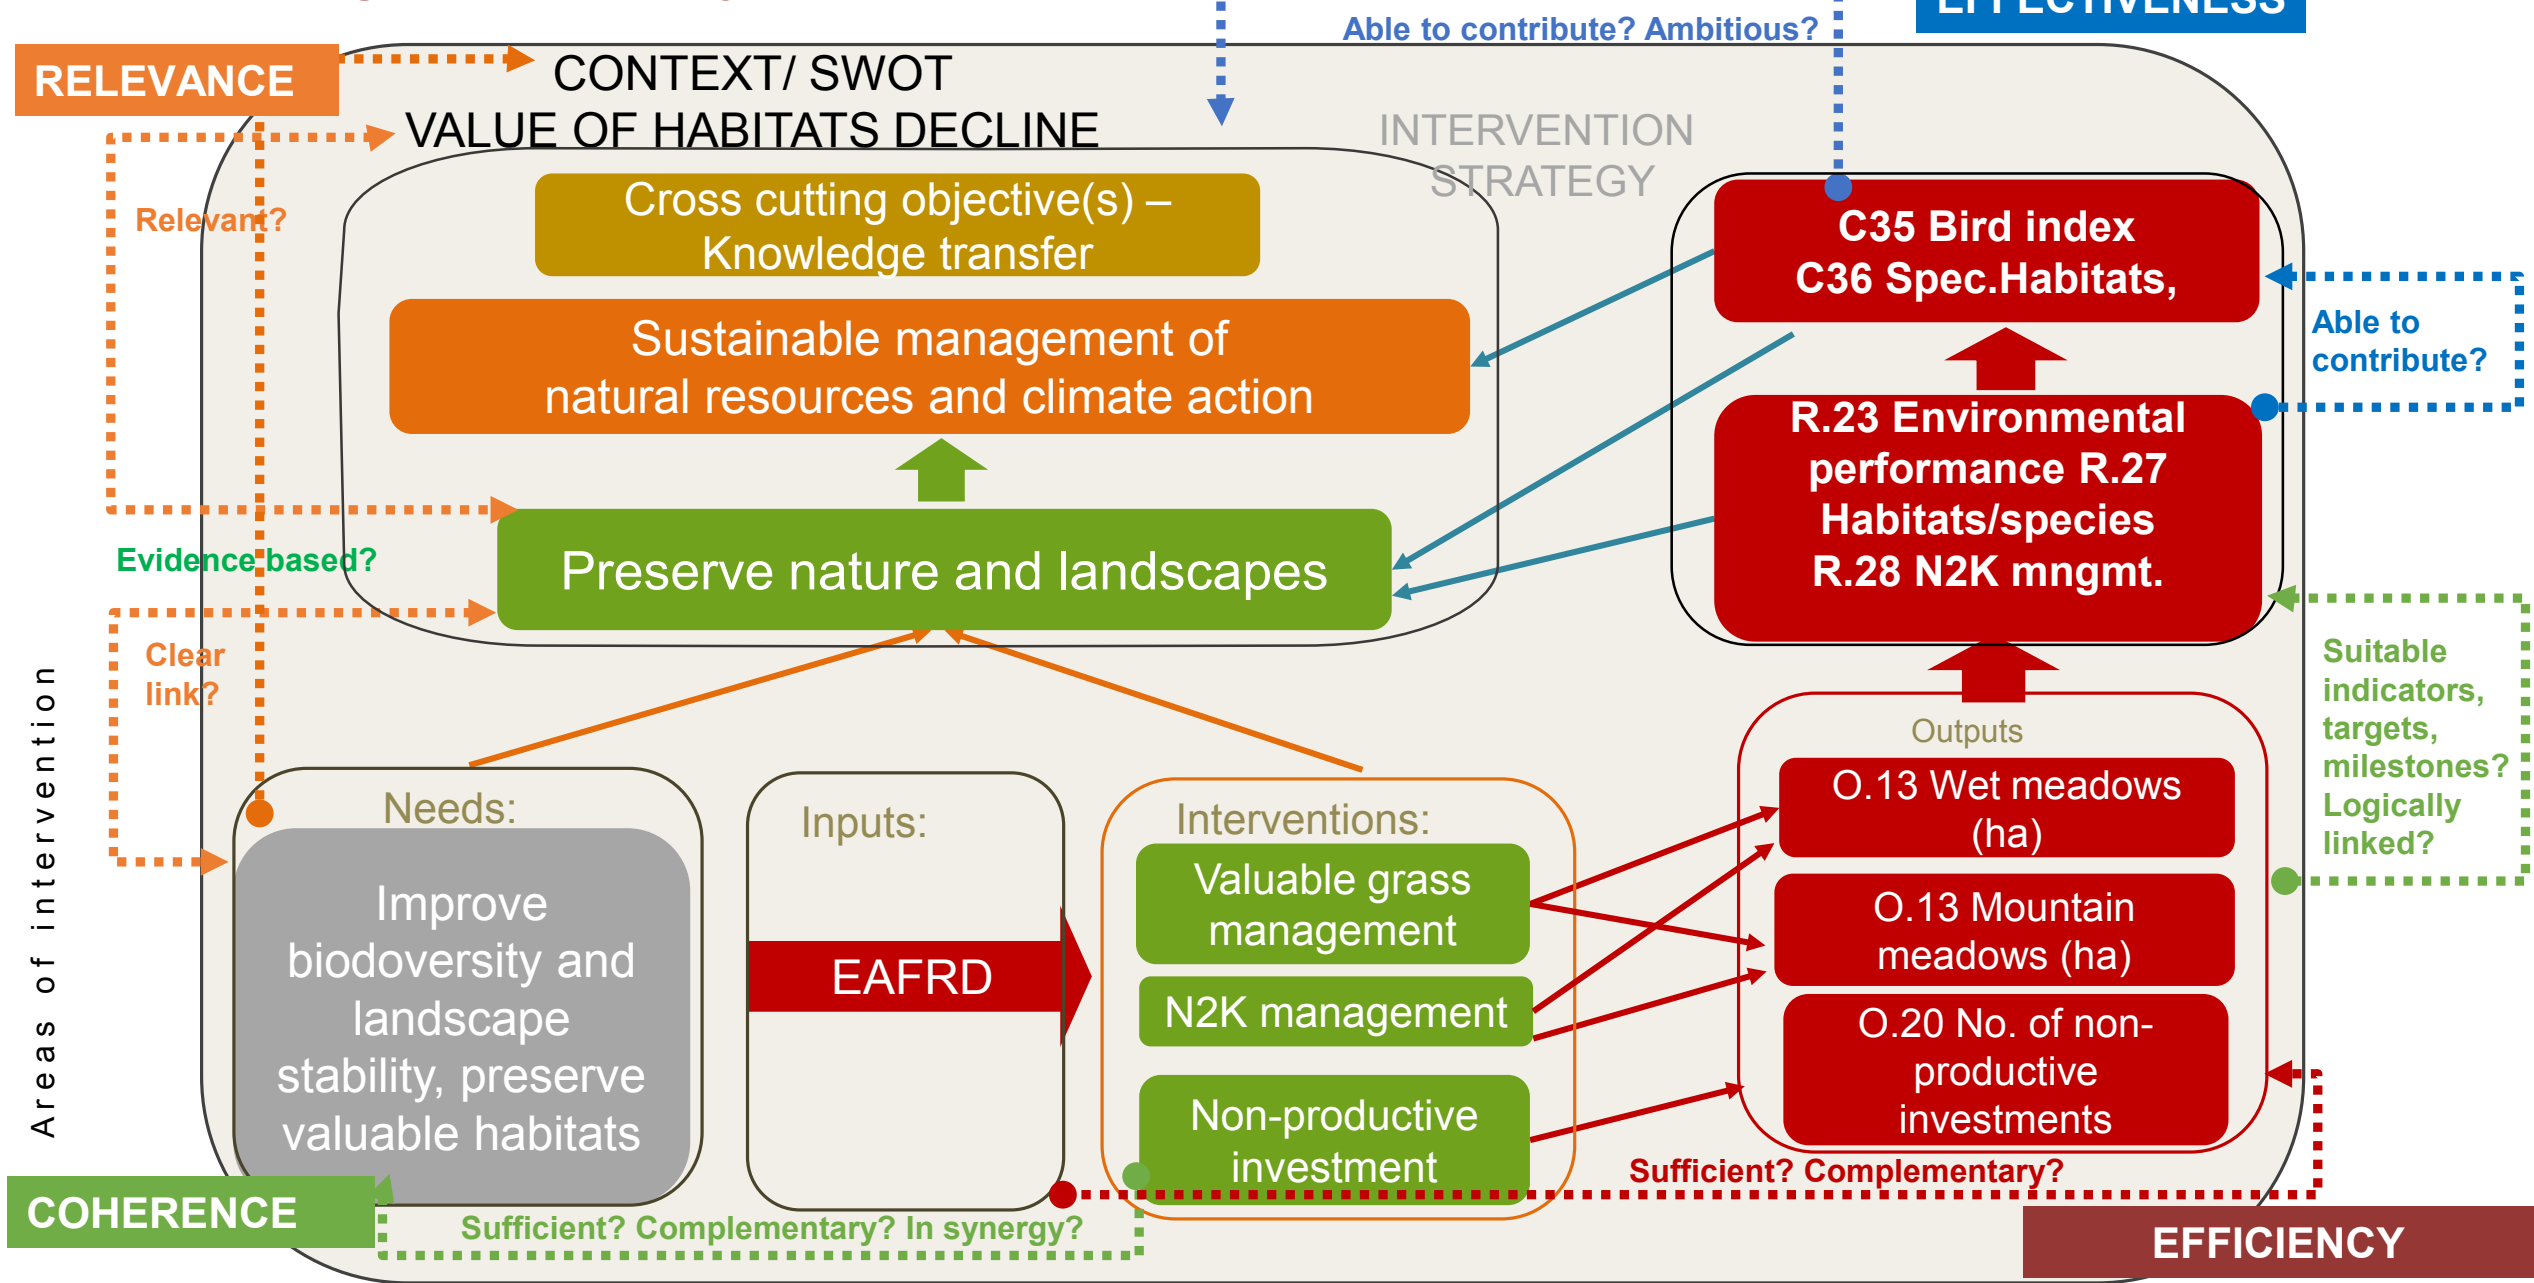 EFFECTIVENESS
Able to contribute? Ambitious?
RELEVANCE
CONTEXT/ SWOT
VALUE OF HABITATS DECLINE
INTERVENTION
STRATEGY
Relevant?
Cross cutting objective(s) –
Knowledge transfer
C35 Bird index
C36 Spec.Habitats,
Sustainable management of
natural resources and climate action
Able to
contribute?
R.23 Environmental
performance R.27
Habitats/species
R.28 N2K mngmt.
Evidence based?
Preserve nature and landscapes
Clear
link?
Suitable
indicators,
targets,
milestones?
Logically
linked?
Areas of intervention
Needs:
Improve
biodoversity and
landscape
stability, preserve
valuable habitats
Inputs:
EAFRD
Interventions:
Valuable grass
management
N2K management
Non-productive
investment
Outputs
O.13 Wet meadows
(ha)
O.13 Mountain
meadows (ha)
O.20 No. of non-
productive
investments
Sufficient? Complementary?
COHERENCE
Sufficient? Complementary? In synergy?
EFFICIENCY